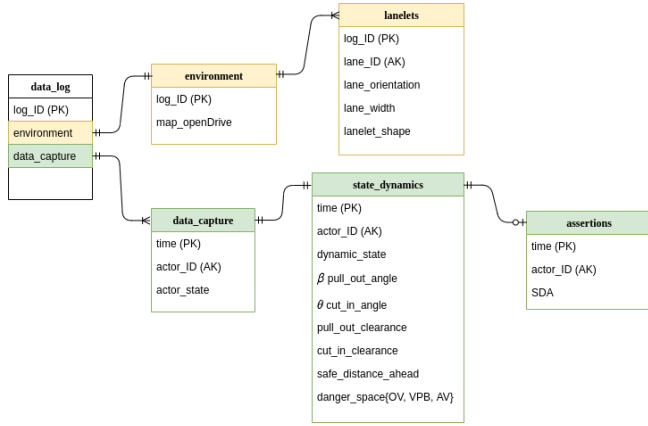 data_log
log_ID (PK)
environment
data_capture
environment
log_ID (PK)
map_openDrive
lanelets
log_ID (PK)
lane_ID (AK)
lane_orientation
lane_width
lanelet_shape
data_capture
time (PK)
actor_ID (AK)
actor_state
state_dynamics
time (PK)
actor_ID (AK)
dynamic_state
β pull_out_angle
θ cut_in_angle
pull_out_clearance
cut_in_clearance
safe_distance_ahead
danger_space{OV, VPB, AV}
assertions
time (PK)
actor_ID (AK)
SDA